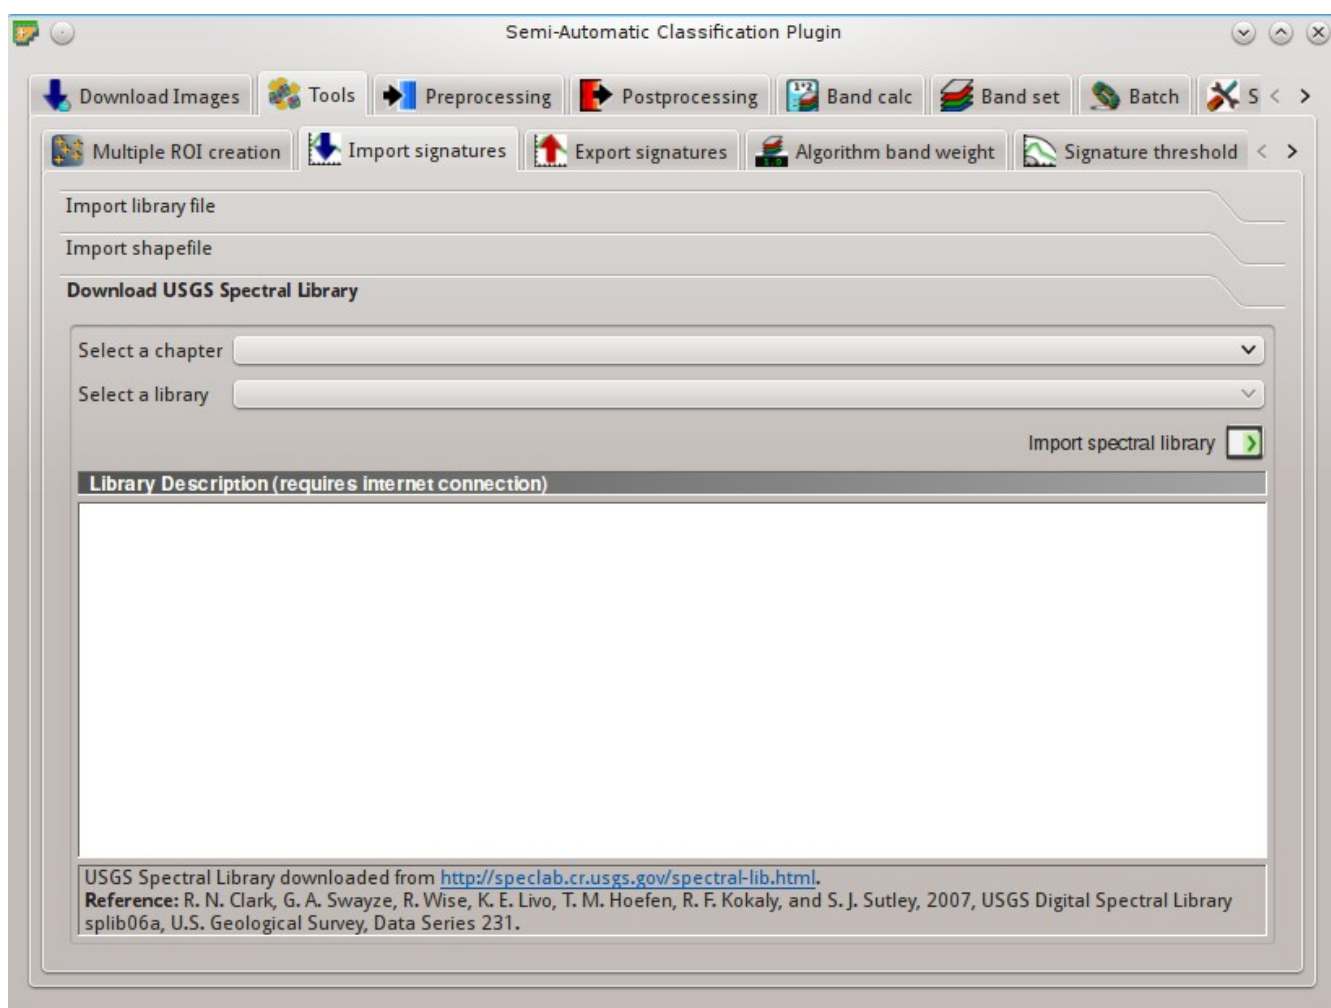 Semi-Automatic Classification Plugin
Download Images Tools Preprocessing Postprocessing Band calc Band set Batch S
Multiple ROI creation Import signatures Export signatures Algorithm band weight Signature threshold
Import library file
Import shapefile
Download USGS Spectral Library
Select a chapter
Select a library
Import spectral library
Library Description (requires internet connection)
USGS Spectral Library downloaded from http://speclab.cr.usgs.gov/spectral-lib.html.
Reference: R. N. Clark, G. A. Swayze, R. Wise, K. E. Livo, T. M. Hoefen, R. F. Kokaly, and S. J. Sutley, 2007, USGS Digital Spectral Library
splib06a, U.S. Geological Survey, Data Series 231.